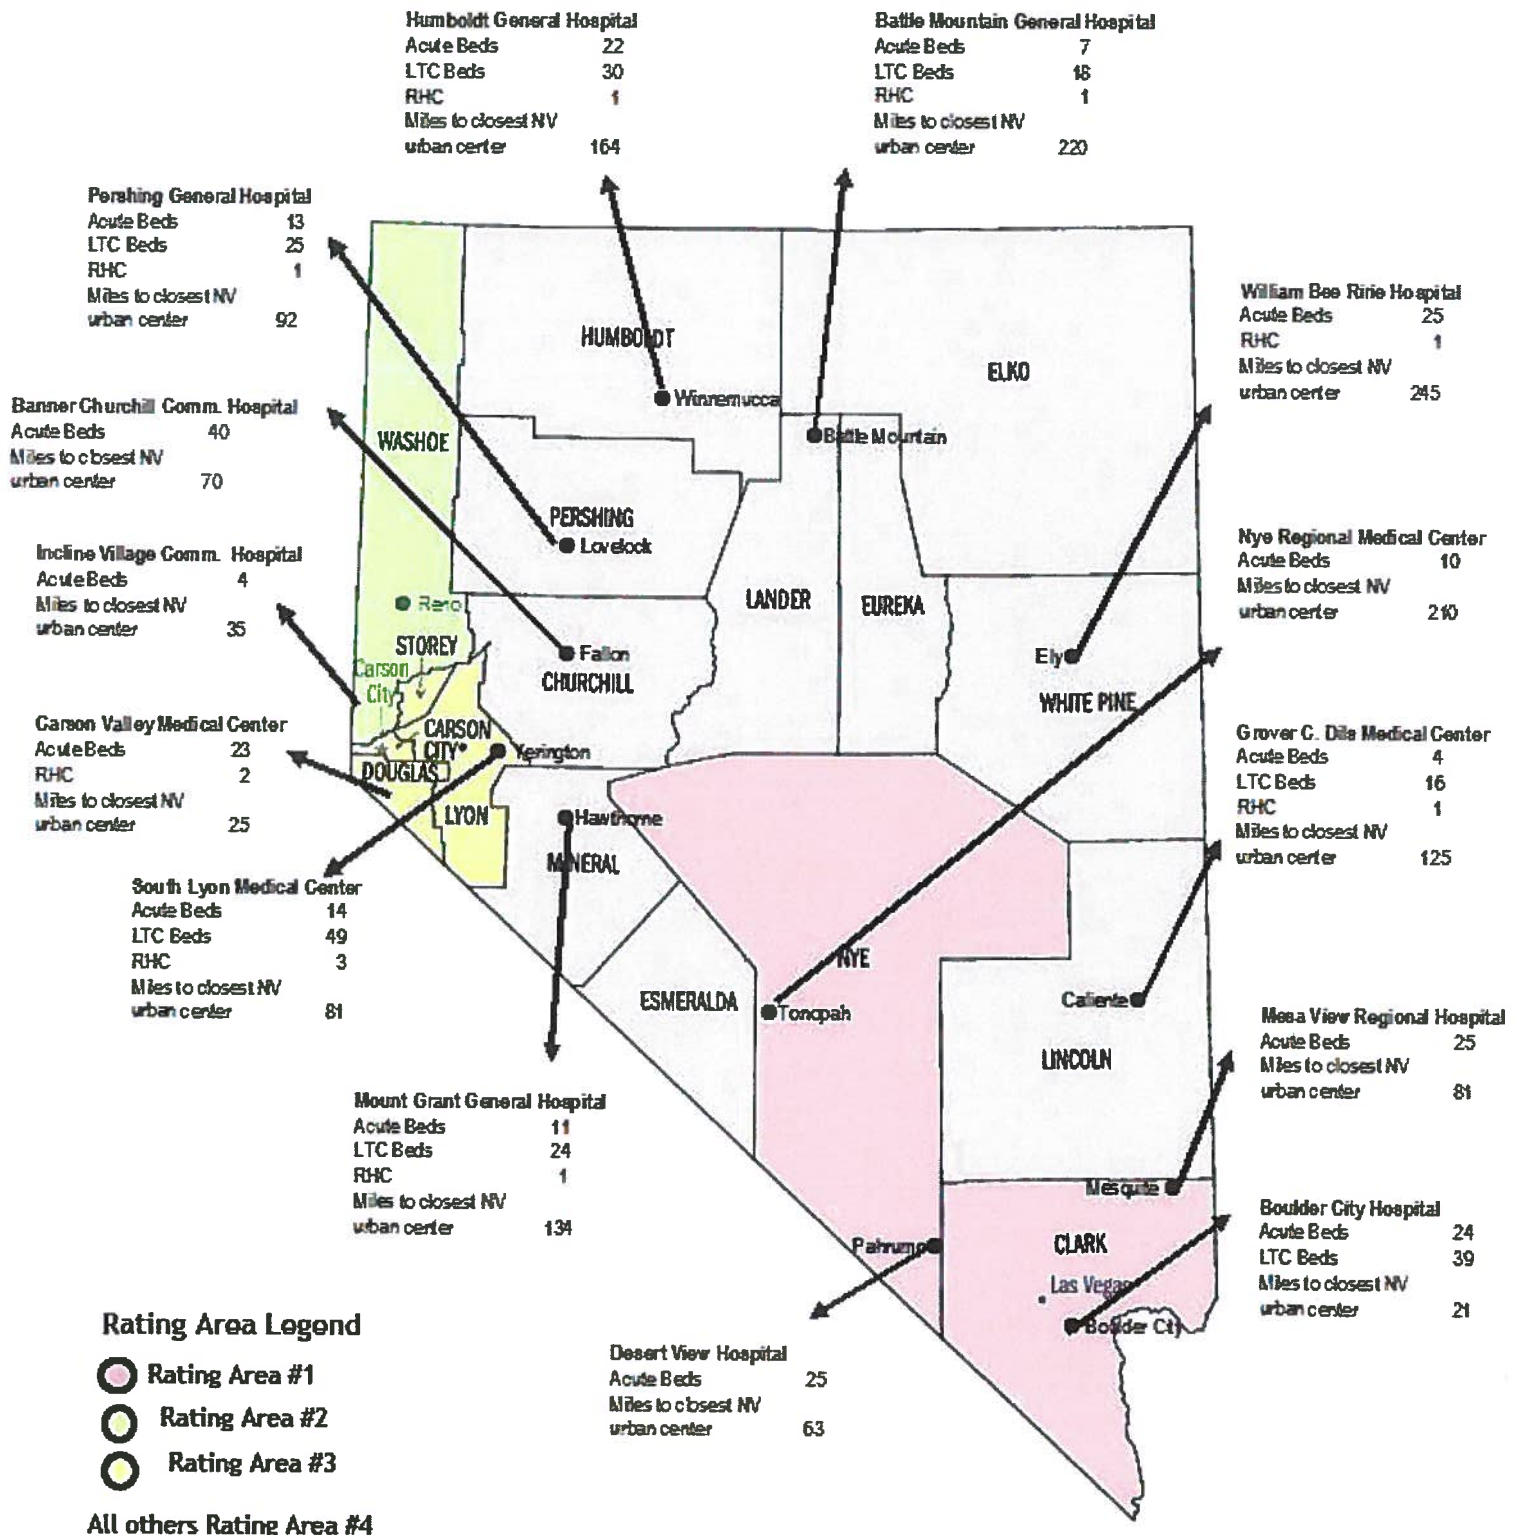 Humboldt General Hospital
Acute Beds 22
LTC Beds 30
RHC 1
Miles to closest NV
urban center 164
Battle Mountain General Hospital
Acute Beds 7
LTC Beds 18
RHC 1
Miles to closest NV
urban center 220
Pershing General Hospital
Acute Beds 13
LTC Beds 25
RHC 1
Miles to closest NV
urban center 92
William Bee Ririe Hospital
Acute Beds 25
RHC 1
Miles to closest NV
urban center 245
Banner Churchill Comm. Hospital
Acute Beds 40
Miles to closest NV
urban center 70
Nye Regional Medical Center
Acute Beds 10
Miles to closest NV
urban center 210
Incline Village Comm. Hospital
Acute Beds 4
Miles to closest NV
urban center 35
Carson Valley Medical Center
Acute Beds 23
RHC 2
Miles to closest NV
urban center 25
Grover C. Dils Medical Center
Acute Beds 4
LTC Beds 16
RHC 1
Miles to closest NV
urban center 125
South Lyon Medical Center
Acute Beds 14
LTC Beds 49
RHC 3
Miles to closest NV
urban center 81
Mesa View Regional Hospital
Acute Beds 25
Miles to closest NV
urban center 81
Mount Grant General Hospital
Acute Beds 11
LTC Beds 24
RHC 1
Miles to closest NV
urban center 134
Boulder City Hospital
Acute Beds 24
LTC Beds 39
Miles to closest NV
urban center 21
Desert View Hospital
Acute Beds 25
Miles to closest NV
urban center 63
HUMBOLDT
Winnemucca
ELKO
Battle Mountain
WASHOE
PERSHING
Lovelock
LANDER
EUREKA
Reno
STOREY
Carson
City
Fallon
CHURCHILL
Ely
WHITE PINE
CARSON
CITY
Yerington
DOUGLAS
LYON
Hawthorne
MINERAL
NYE
ESMERALDA
Tonopah
Caliente
LINCOLN
Mesquite
Pahrump
CLARK
Las Vegas
Boulder City
Rating Area Legend
Rating Area #1
Rating Area #2
Rating Area #3
All others Rating Area #4